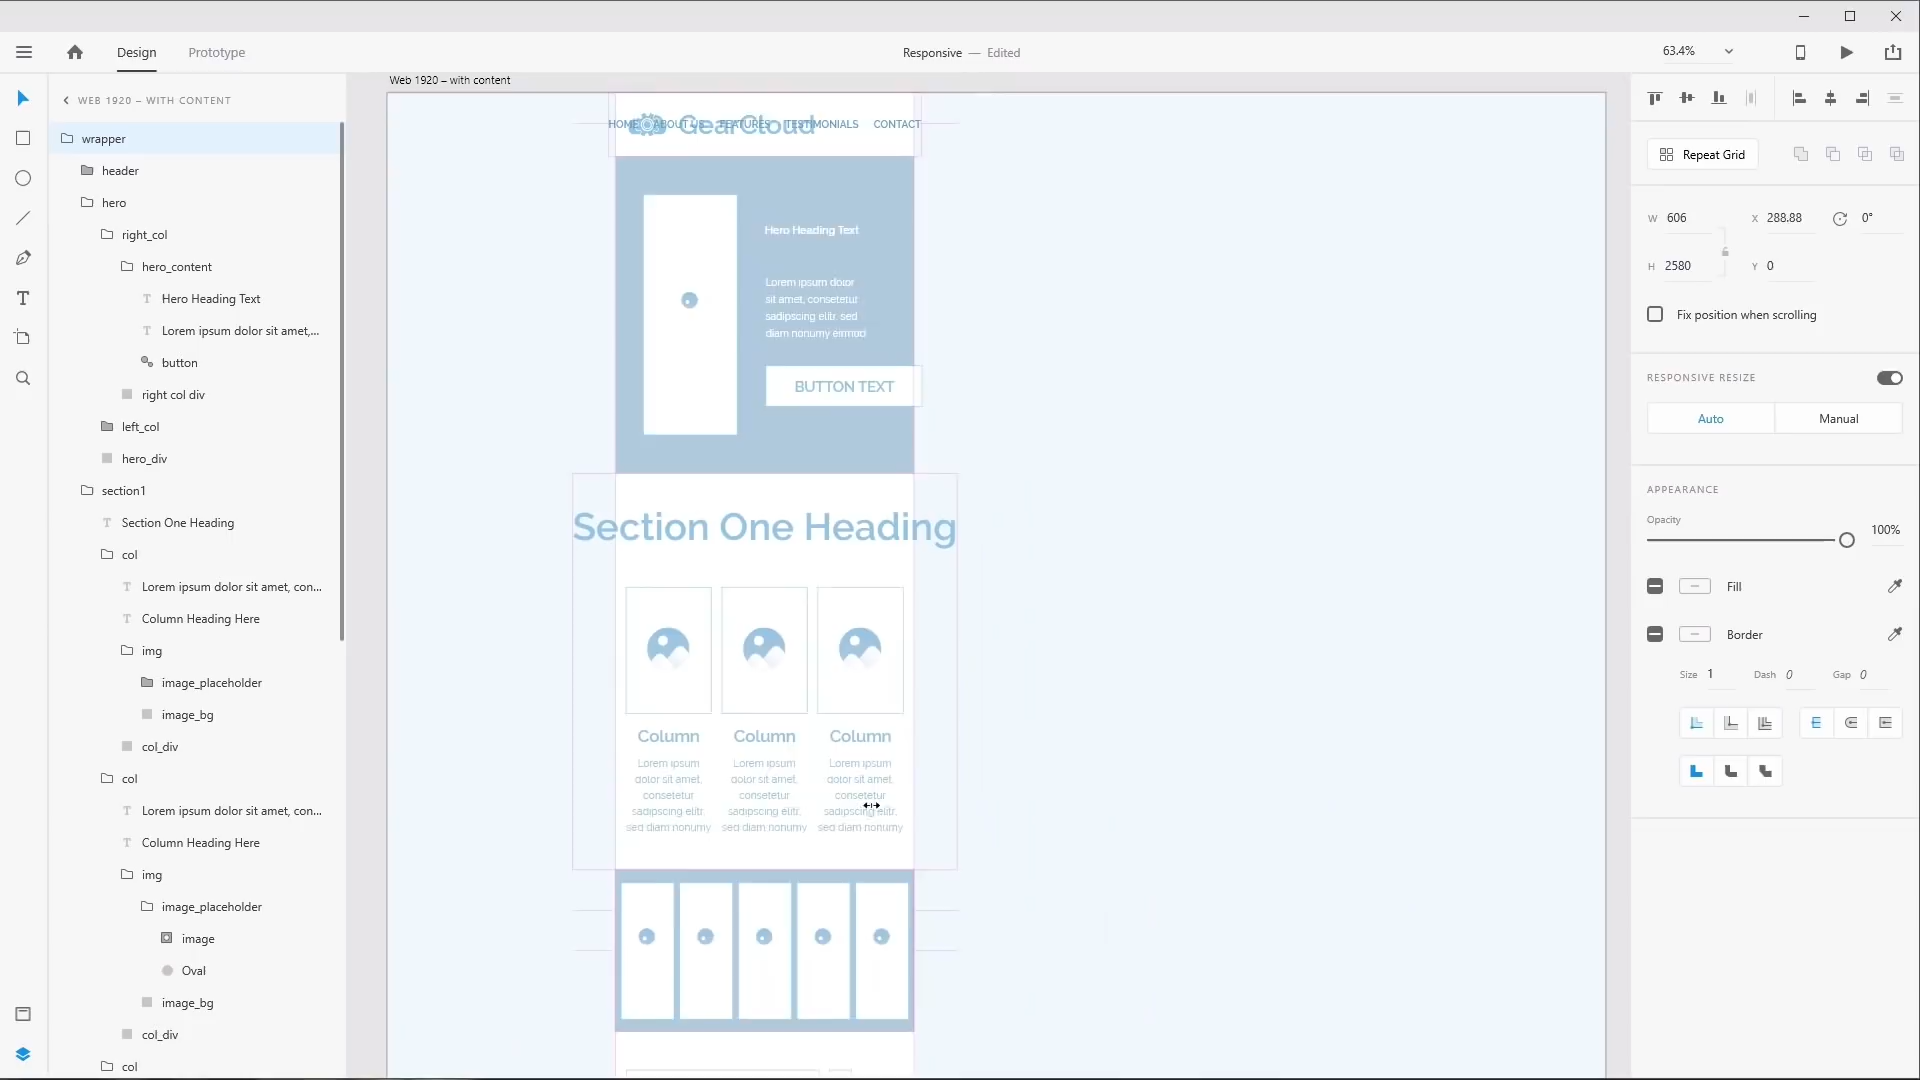 Design
Prototype
Responsive — Edited
63.4%
WEB 1920 – WITH CONTENT
wrapper
header
hero
right_col
hero_content
T Hero Heading Text
T Lorem ipsum dolor sit amet,...
button
right col div
left_col
hero_div
section1
T Section One Heading
col
T Lorem ipsum dolor sit amet, con...
T Column Heading Here
img
image_placeholder
image_bg
col_div
col
T Lorem ipsum dolor sit amet, con...
T Column Heading Here
img
image_placeholder
image
Oval
image_bg
col_div
col
Web 1920 – with content
HOME ABOUT US FEATURES TESTIMONIALS CONTACT
GearCloud
Hero Heading Text
Lorem ipsum dolor
sit amet, consetetur
sadipscing elitr, sed
diam nonumy eirmod
BUTTON TEXT
Section One Heading
Column
Lorem ipsum
dolor sit amet,
consetetur
sadipscing elitr,
sed diam nonumy
Column
Lorem ipsum
dolor sit amet,
consetetur
sadipscing elitr,
sed diam nonumy
Column
Lorem ipsum
dolor sit amet,
consetetur
sadipscing elitr,
sed diam nonumy
Repeat Grid
W 606 X 288.88 0°
H 2580 Y 0
Fix position when scrolling
RESPONSIVE RESIZE
Auto Manual
APPEARANCE
Opacity
100%
Fill
Border
Size 1 Dash 0 Gap 0